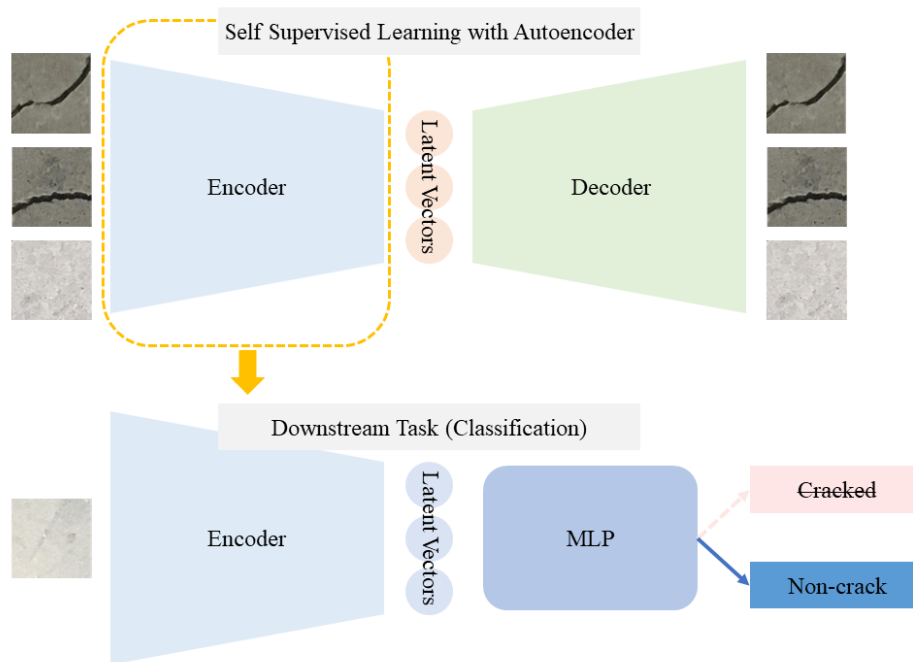 Self Supervised Learning with Autoencoder
Encoder
Latent Vectors
Decoder
Downstream Task (Classification)
Encoder
Latent Vectors
MLP
Cracked
Non-crack